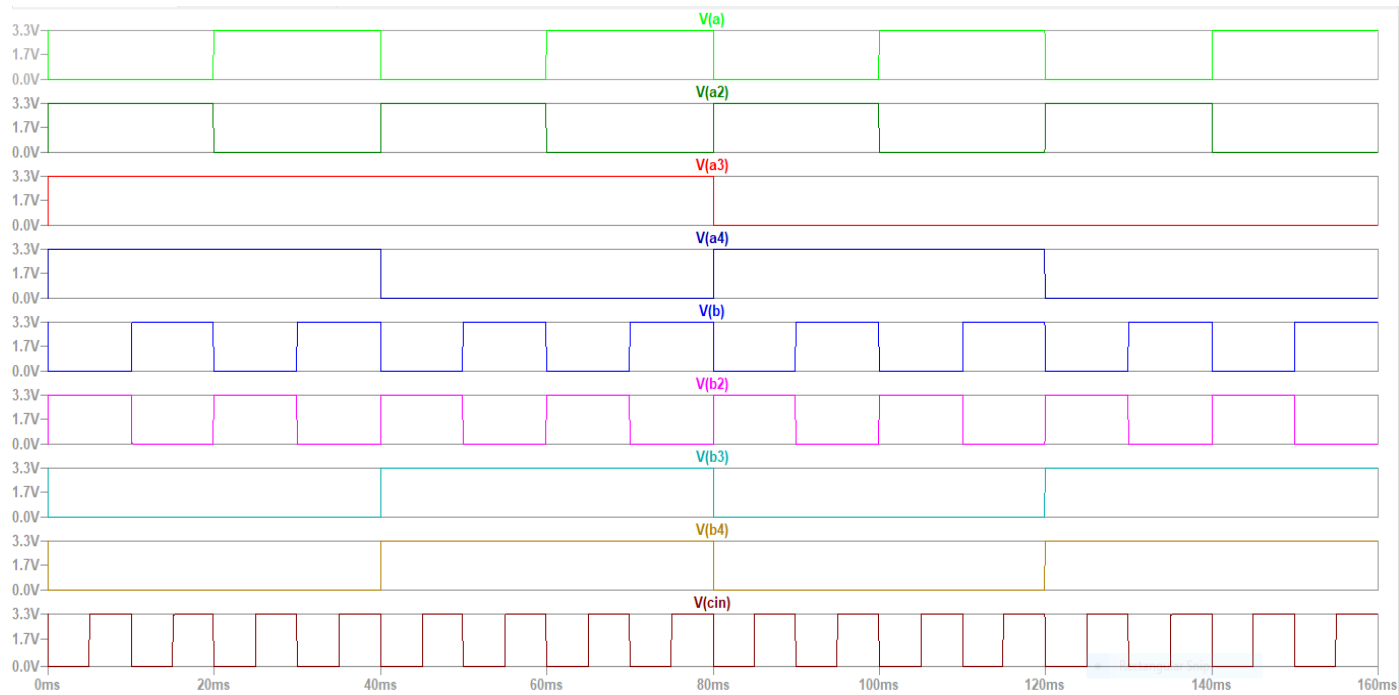 V(a)
3.3V
1.7V
0.0V
V(a2)
3.3V
1.7V
0.0V
V(a3)
3.3V
1.7V
0.0V
V(a4)
3.3V
1.7V
0.0V
V(b)
3.3V
1.7V
0.0V
V(b2)
3.3V
1.7V
0.0V
V(b3)
3.3V
1.7V
0.0V
V(b4)
3.3V
1.7V
0.0V
V(cin)
3.3V
1.7V
0.0V
Rectangular Snip
0ms 20ms 40ms 60ms 80ms 100ms 120ms 140ms 160ms